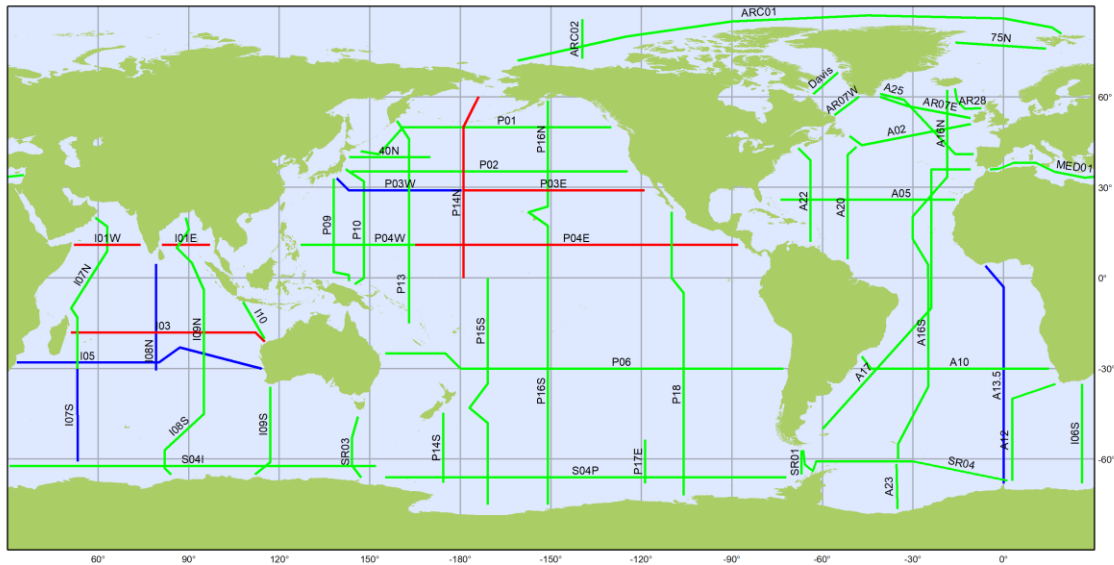 ARC01
ARC02
75N
Davis
A25
AR07W
AR07E
AR28
60°
P01
P16N
A02
A16N
40N
P02
MED01
P03W
P03E
30°
P14N
A22
A20
A05
P09
P10
I01W
I01E
P04W
P04E
I07N
P13
0°
I10
I03
I09N
P15S
A16S
I05
I08N
P06
A17
A10
-30°
P16S
P18
A13.5
I07S
I08S
I09S
SR03
P14S
A12
I06S
S04I
S04P
P17E
SR01
SR04
-60°
A23
60°
90°
120°
150°
-180°
-150°
-120°
-90°
-60°
-30°
0°